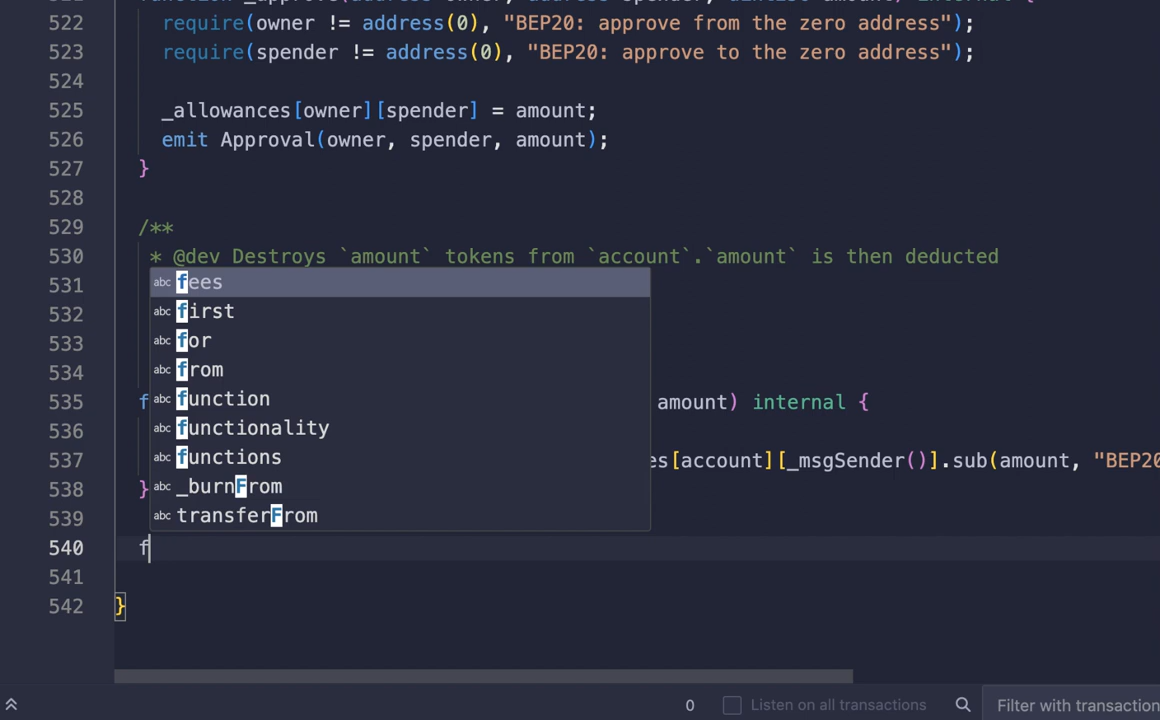 522 require(owner != address(0), "BEP20: approve from the zero address");
523 require(spender != address(0), "BEP20: approve to the zero address");
524
525 _allowances[owner][spender] = amount;
526 emit Approval(owner, spender, amount);
527 }
528
529 /**
530 * @dev Destroys `amount` tokens from `account`.`amount` is then deducted
531 abc fees
532 abc first
533 abc for
534 abc from
535 f abc function amount) internal {
536 abc functionality
537 abc functions es[account][_msgSender()].sub(amount, "BEP20
538 } abc _burnFrom
539 abc transferFrom
540 f
541
542 }
0 Listen on all transactions Filter with transaction